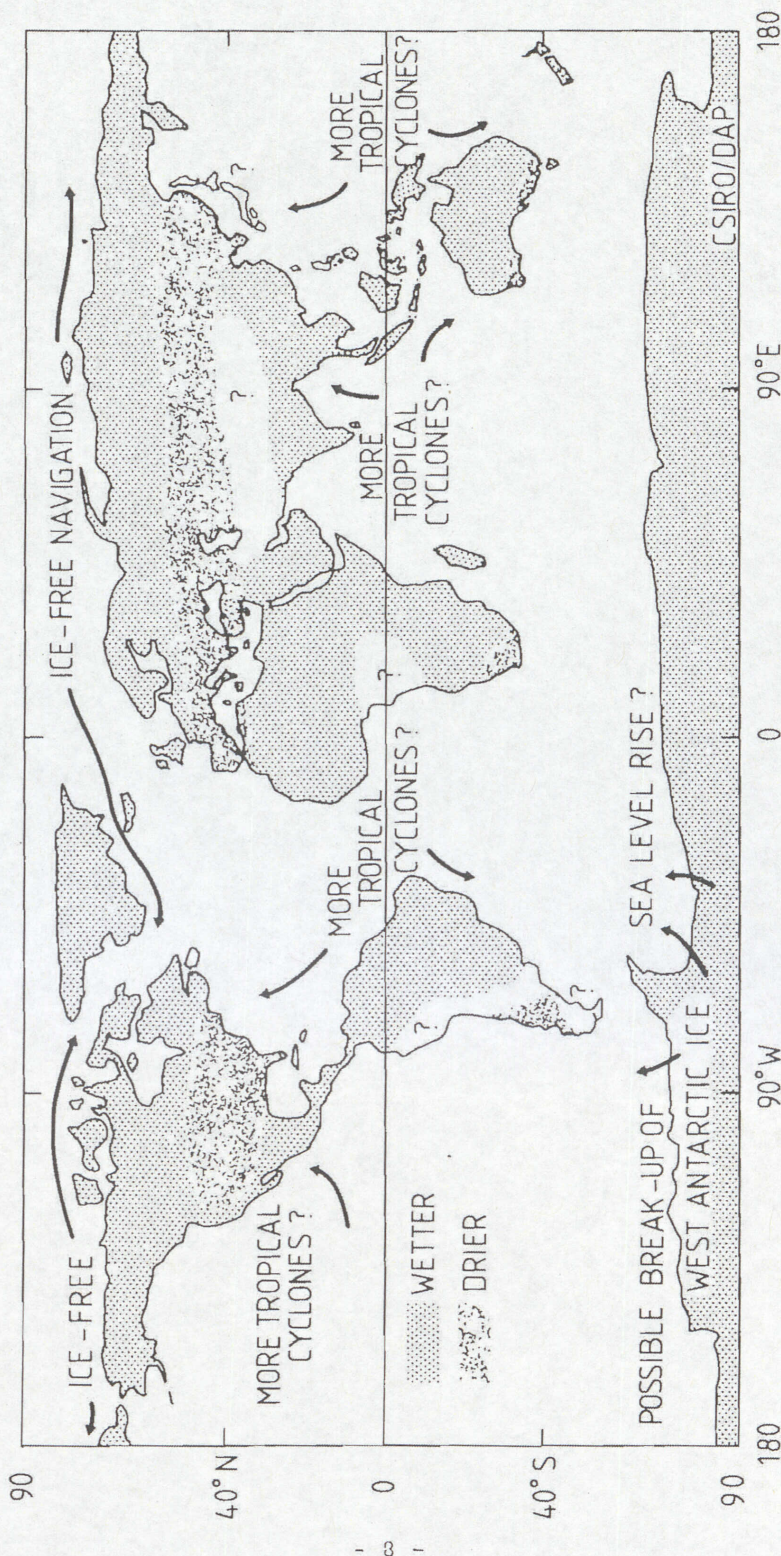 ICE-FREE
ICE-FREE NAVIGATION
MORE TROPICAL
CYCLONES?
MORE
TROPICAL
CYCLONES?
MORE
TROPICAL
CYCLONES?
MORE
TROPICAL
CYCLONES?
?
?
?
?
?
WETTER
DRIER
POSSIBLE BREAK-UP OF
WEST ANTARCTIC ICE
SEA LEVEL RISE ?
CSIRO/DAP
90
40°N
0
40°S
90
180
90°W
0
90°E
180
- 8 -